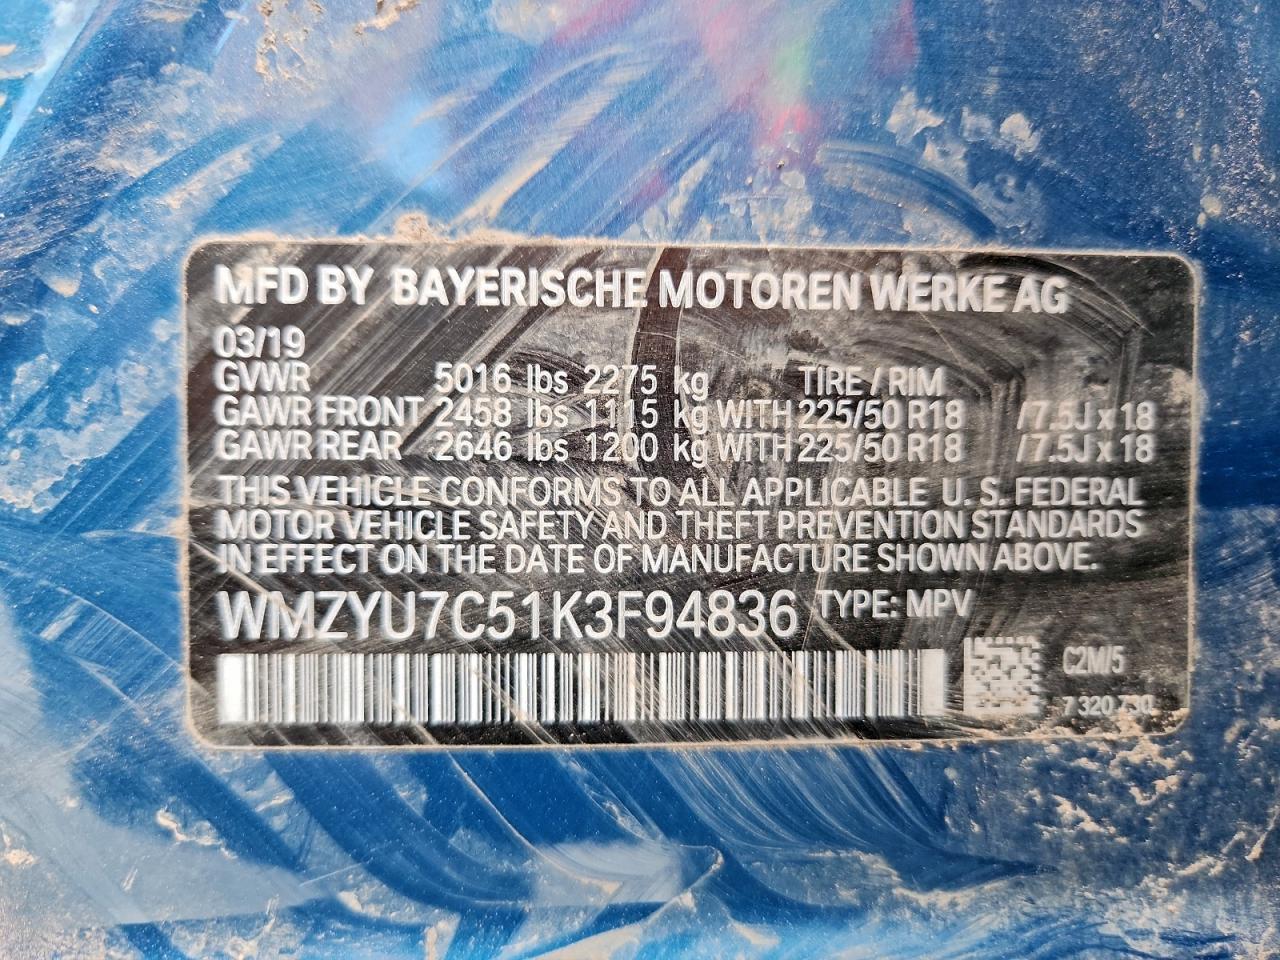 MFD BY BAYERISCHE MOTOREN WERKE AG
03/19
GVWR 5016 lbs 2275 kg TIRE / RIM
GAWR FRONT 2458 lbs 1115 kg WITH 225/50 R18 /7.5J x 18
GAWR REAR 2646 lbs 1200 kg WITH 225/50 R18 /7.5J x 18
THIS VEHICLE CONFORMS TO ALL APPLICABLE U. S. FEDERAL
MOTOR VEHICLE SAFETY AND THEFT PREVENTION STANDARDS
IN EFFECT ON THE DATE OF MANUFACTURE SHOWN ABOVE.
WMZYU7C51K3F94836 TYPE: MPV
C2M/5
7 320 730